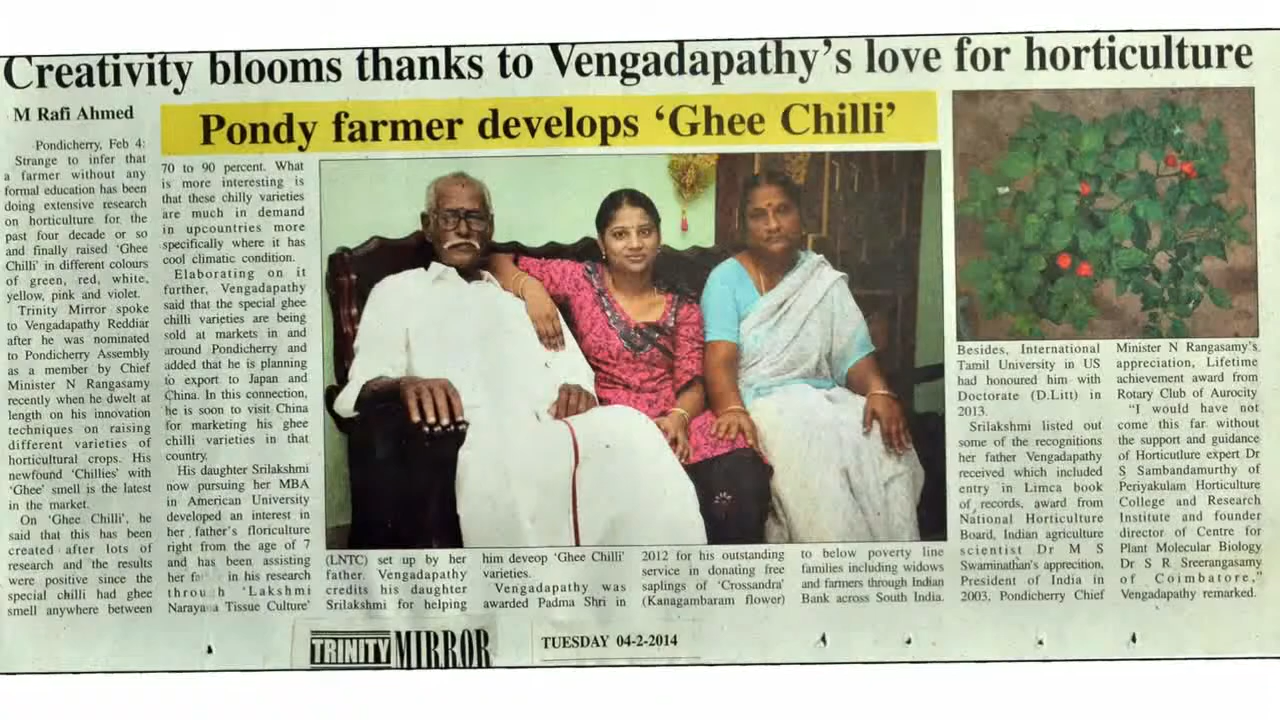 Creativity blooms thanks to Vengadapathy's love for horticulture
M Rafi Ahmed
Pondy farmer develops ‘Ghee Chilli’
Pondicherry, Feb 4:
Strange to infer that
a farmer without any
formal education has been
doing extensive research
on horticulture for the
past four decade or so
and finally raised ‘Ghee
Chilli’ in different colours
of green, red, white,
yellow, pink and violet.
Trinity Mirror spoke
to Vengadapathy Reddiar
after he was nominated
to Pondicherry Assembly
as a member by Chief
Minister N Rangasamy
recently when he dwelt at
length on his innovation
techniques on raising
different varieties of
horticultural crops. His
newfound ‘Chillies’ with
‘Ghee’ smell is the latest
in the market.
On ‘Ghee Chilli’, he
said that this has been
created after lots of
research and the results
were positive since the
special chilli had ghee
smell anywhere between
70 to 90 percent. What
is more interesting is
that these chilly varieties
are much in demand
in upcountries more
specifically where it has
cool climatic condition.
Elaborating on it
further, Vengadapathy
said that the special ghee
chilli varieties are being
sold at markets in and
around Pondicherry and
added that he is planning
to export to Japan and
China. In this connection,
he is soon to visit China
for marketing his ghee
chilli varieties in that
country.
His daughter Srilakshmi
now pursuing her MBA
in American University
developed an interest in
her father's floriculture
right from the age of 7
and has been assisting
her in his research
through ‘Lakshmi
Narayana Tissue Culture’
(LNTC) set up by her
father. Vengadapathy
credits his daughter
Srilakshmi for helping
him deveop ‘Ghee Chilli’
varieties.
Vengadapathy was
awarded Padma Shri in
2012 for his outstanding
service in donating free
saplings of ‘Crossandra’
(Kanagambaram flower)
to below poverty line
families including widows
and farmers through Indian
Bank across South India.
Besides, International
Tamil University in US
had honoured him with
Doctorate (D.Litt) in
2013.
Srilakshmi listed out
some of the recognitions
her father Vengadapathy
received which included
entry in Limca book
of records, award from
National Horticulture
Board, Indian agriculture
scientist Dr M S
Swaminathan's apprecition,
President of India in
2003, Pondicherry Chief
Minister N Rangasamy's
appreciation, Lifetime
achievement award from
Rotary Club of Aurocity
“I would have not
come this far without
the support and guidance
of Horticutlure expert Dr
S Sambandamurthy of
Periyakulam Horticulture
College and Research
Institute and founder
director of Centre for
Plant Molecular Biology
Dr S R Sreerangasamy
of Coimbatore,”
Vengadapathy remarked.
TRINITY MIRROR
TUESDAY 04-2-2014